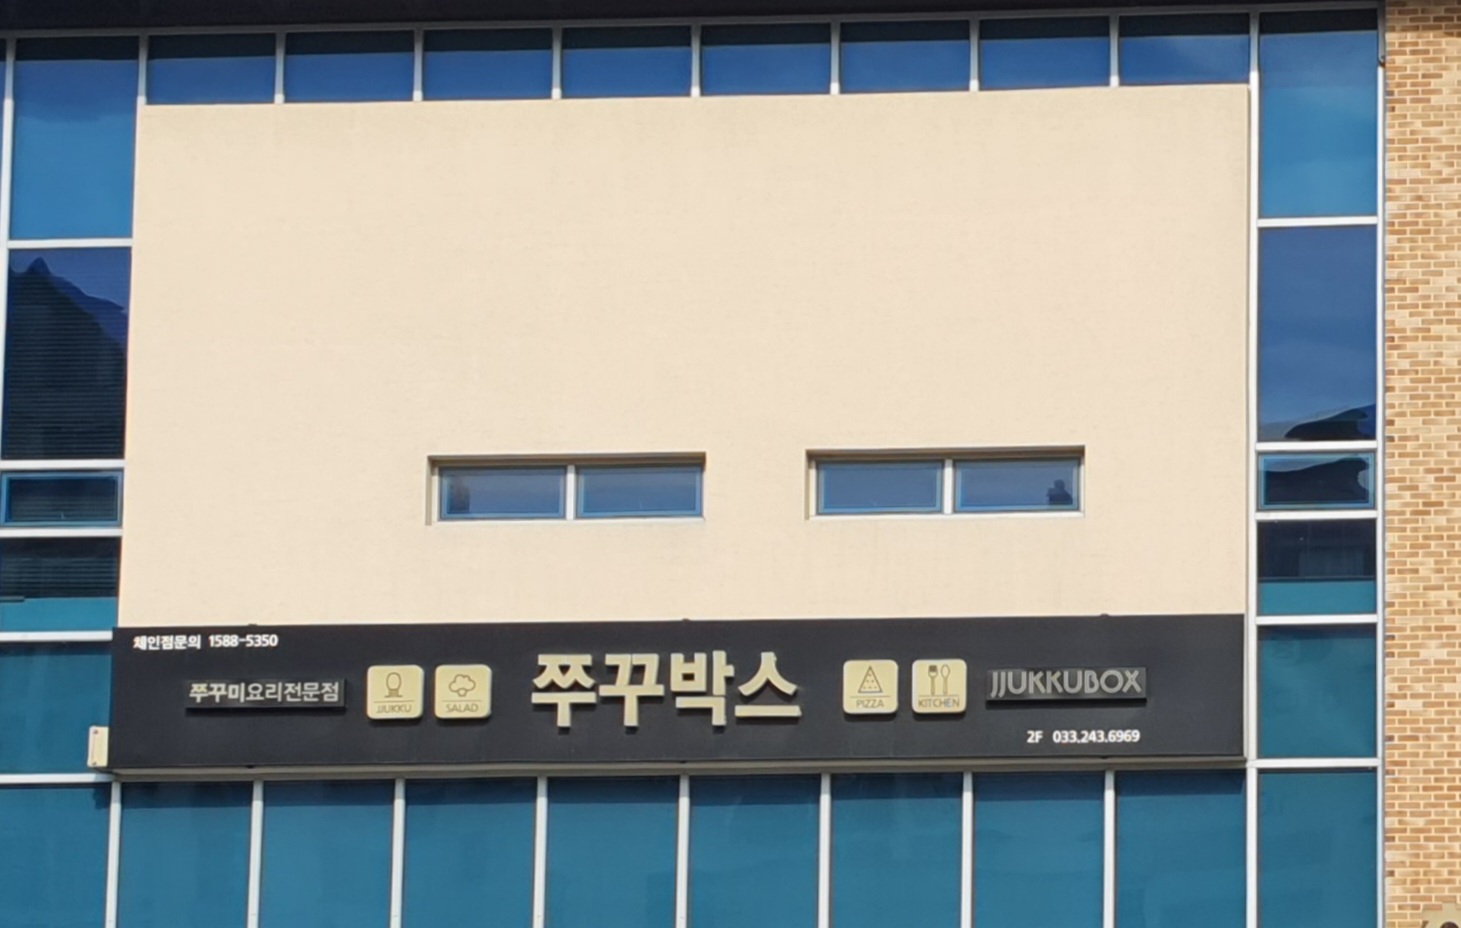 체인점문의 1588-5350
쭈꾸미요리전문점
JJUKKU
SALAD
쭈꾸박스
PIZZA
KITCHEN
JJUKKUBOX
2F 033.243.6969